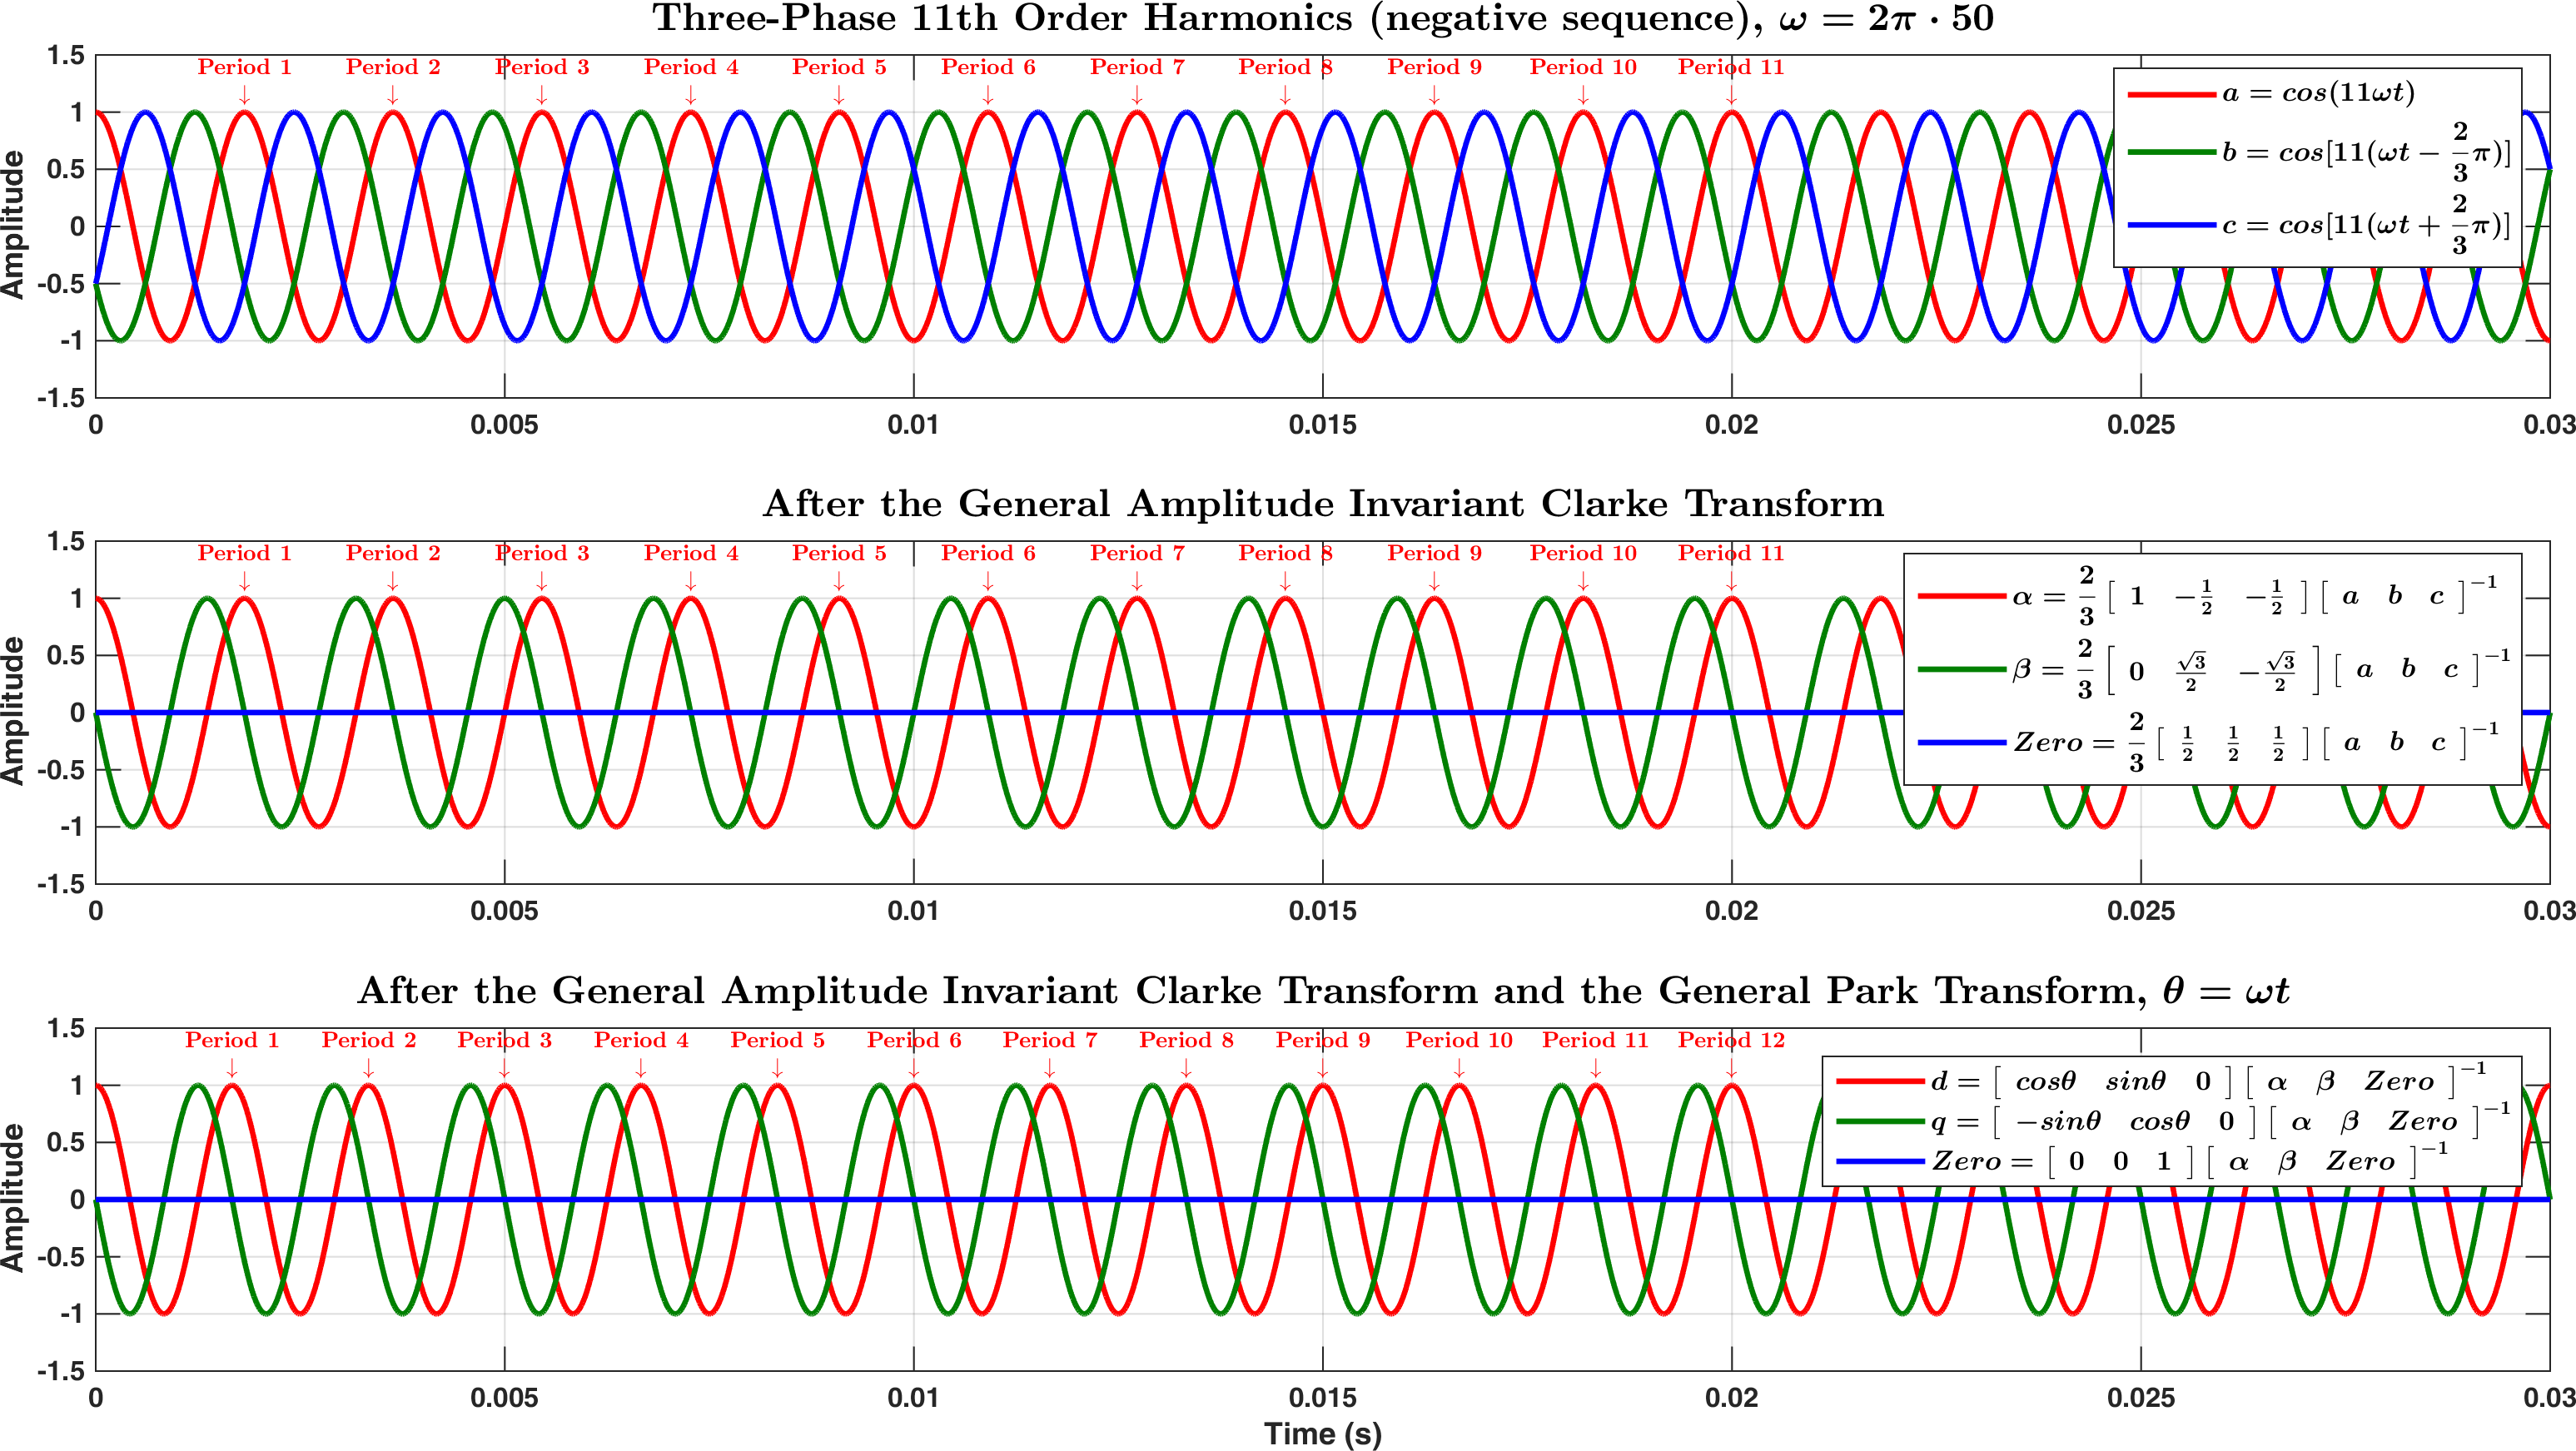 Three-Phase 11th Order Harmonics (negative sequence), ω = 2π · 50
Period 1 Period 2 Period 3 Period 4 Period 5 Period 6 Period 7 Period 8 Period 9 Period 10 Period 11
Amplitude
1.5
1
0.5
0
-0.5
-1
-1.5
a = cos(11ωt)
b = cos[11(ωt − 2/3 π)]
c = cos[11(ωt + 2/3 π)]
0 0.005 0.01 0.015 0.02 0.025 0.03
After the General Amplitude Invariant Clarke Transform
Period 1 Period 2 Period 3 Period 4 Period 5 Period 6 Period 7 Period 8 Period 9 Period 10 Period 11
Amplitude
1.5
1
0.5
0
-0.5
-1
-1.5
α = 2/3 [ 1 −1/2 −1/2 ] [ a b c ]⁻¹
β = 2/3 [ 0 √3/2 −√3/2 ] [ a b c ]⁻¹
Zero = 2/3 [ 1/2 1/2 1/2 ] [ a b c ]⁻¹
0 0.005 0.01 0.015 0.02 0.025 0.03
After the General Amplitude Invariant Clarke Transform and the General Park Transform, θ = ωt
Period 1 Period 2 Period 3 Period 4 Period 5 Period 6 Period 7 Period 8 Period 9 Period 10 Period 11 Period 12
Amplitude
1.5
1
0.5
0
-0.5
-1
-1.5
d = [ cosθ sinθ 0 ] [ α β Zero ]⁻¹
q = [ −sinθ cosθ 0 ] [ α β Zero ]⁻¹
Zero = [ 0 0 1 ] [ α β Zero ]⁻¹
0 0.005 0.01 0.015 0.02 0.025 0.03
Time (s)